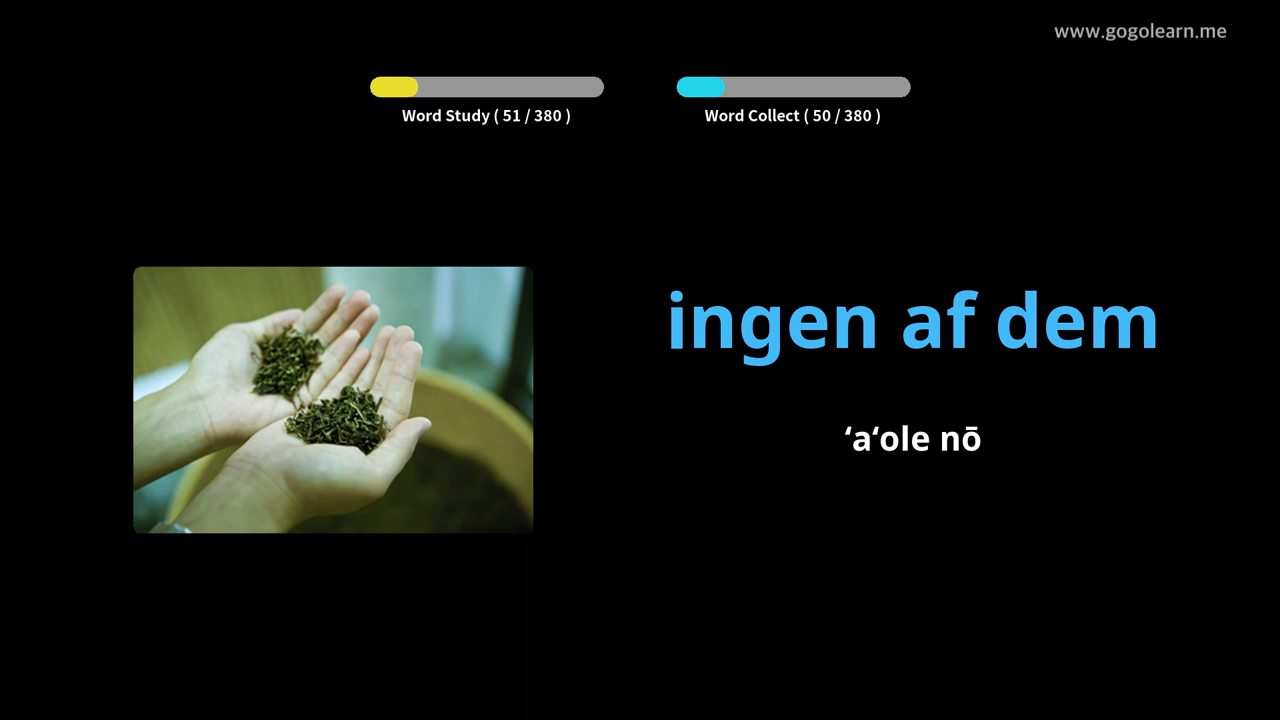 www.gogolearn.me
Word Study ( 51 / 380 )
Word Collect ( 50 / 380 )
ingen af dem
ʻaʻole nō